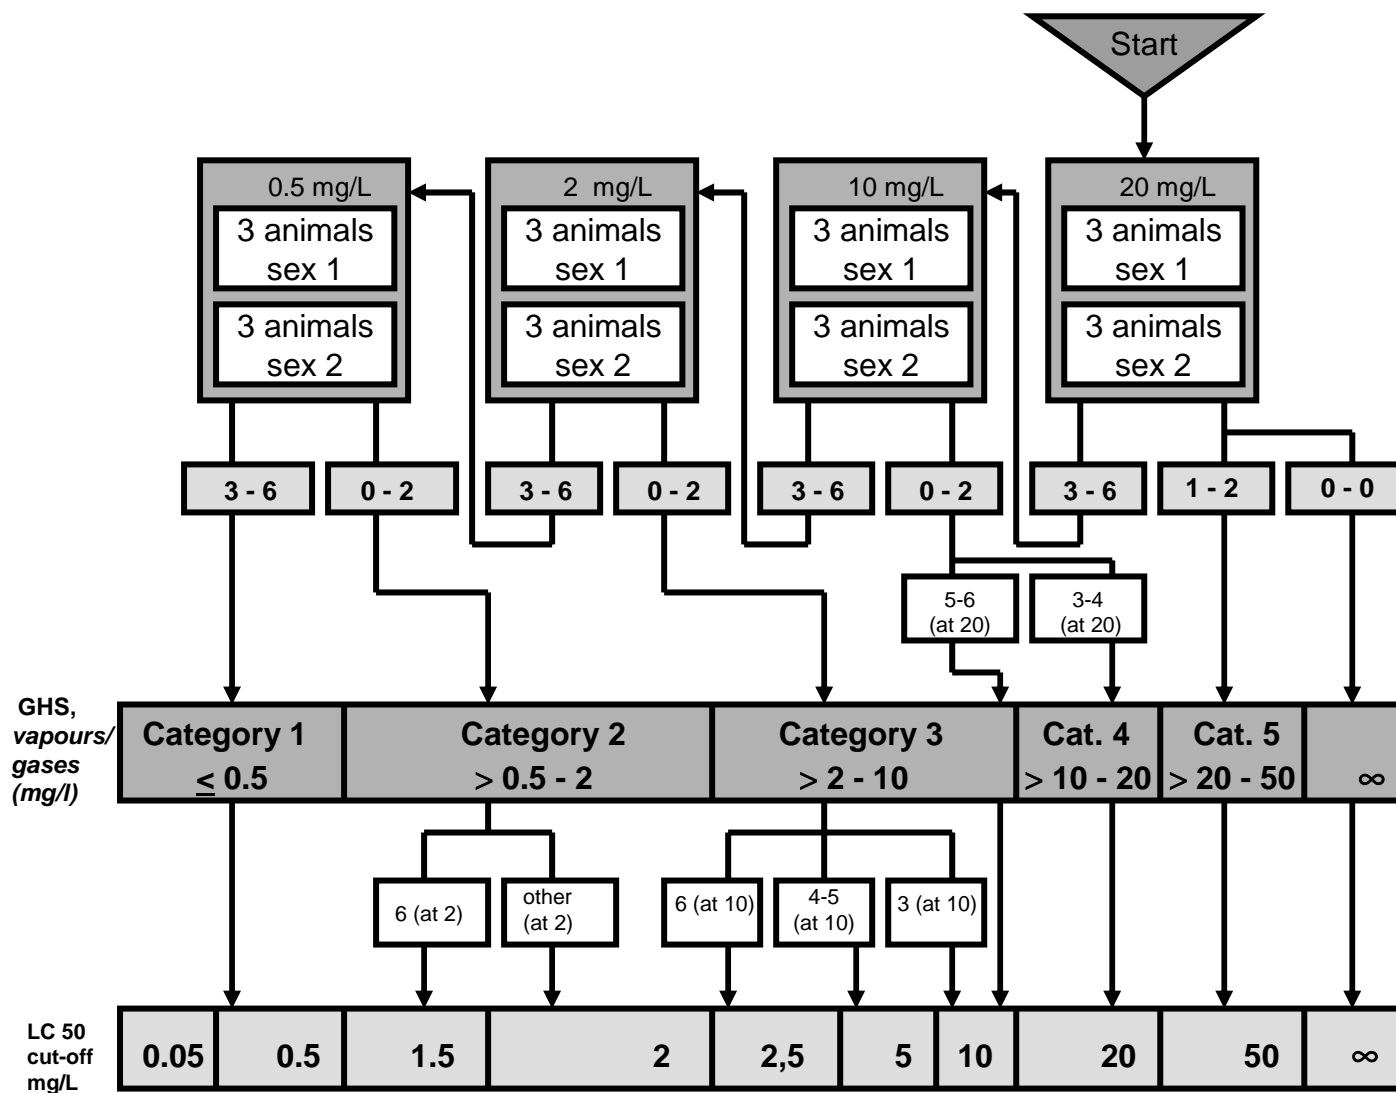 Start
0.5 mg/L
2 mg/L
10 mg/L
20 mg/L
3 animals
sex 1
3 animals
sex 1
3 animals
sex 1
3 animals
sex 1
3 animals
sex 2
3 animals
sex 2
3 animals
sex 2
3 animals
sex 2
3 - 6
0 - 2
3 - 6
0 - 2
3 - 6
0 - 2
3 - 6
1 - 2
0 - 0
5-6
(at 20)
3-4
(at 20)
GHS,
vapours/
gases
(mg/l)
Category 1
≤ 0.5
Category 2
> 0.5 - 2
Category 3
> 2 - 10
Cat. 4
> 10 - 20
Cat. 5
> 20 - 50
∞
6 (at 2)
other
(at 2)
6 (at 10)
4-5
(at 10)
3 (at 10)
LC 50
cut-off
mg/L
0.05
0.5
1.5
2
2,5
5
10
20
50
∞